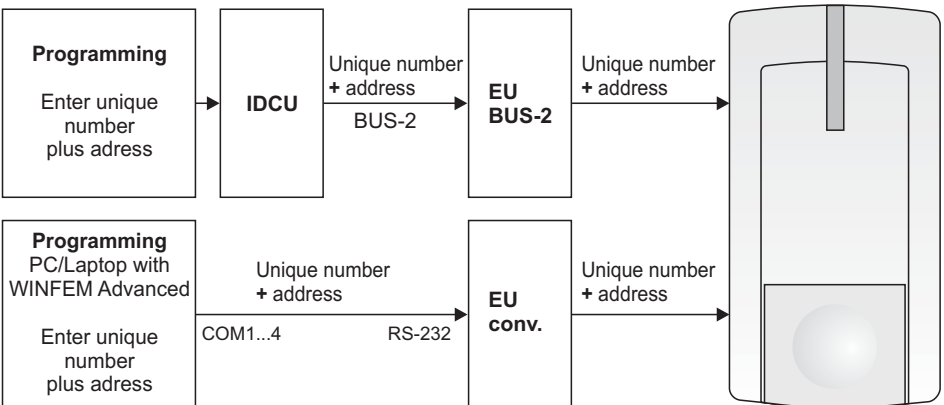 Programming
Enter unique
number
plus adress
IDCU
Unique number
+ address
BUS-2
EU
BUS-2
Unique number
+ address
Programming
PC/Laptop with
WINFEM Advanced
Enter unique
number
plus adress
Unique number
+ address
COM1...4
RS-232
EU
conv.
Unique number
+ address